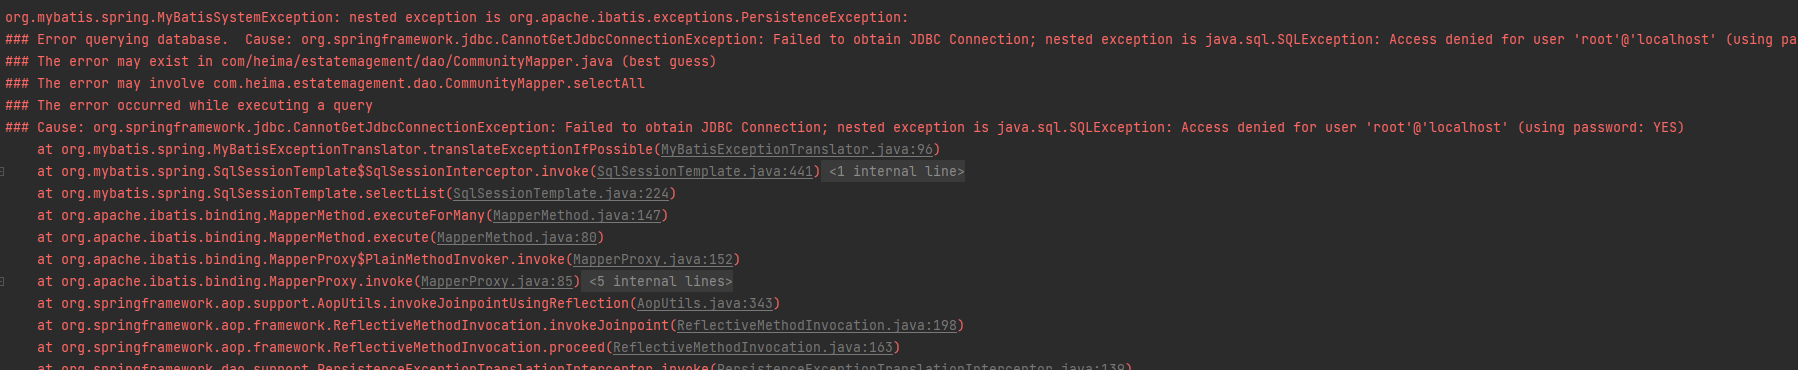 org.mybatis.spring.MyBatisSystemException: nested exception is org.apache.ibatis.exceptions.PersistenceException:
### Error querying database.  Cause: org.springframework.jdbc.CannotGetJdbcConnectionException: Failed to obtain JDBC Connection; nested exception is java.sql.SQLException: Access denied for user 'root'@'localhost' (using pa
### The error may exist in com/heima/estatemagement/dao/CommunityMapper.java (best guess)
### The error may involve com.heima.estatemagement.dao.CommunityMapper.selectAll
### The error occurred while executing a query
### Cause: org.springframework.jdbc.CannotGetJdbcConnectionException: Failed to obtain JDBC Connection; nested exception is java.sql.SQLException: Access denied for user 'root'@'localhost' (using password: YES)
at org.mybatis.spring.MyBatisExceptionTranslator.translateExceptionIfPossible(MyBatisExceptionTranslator.java:96)
at org.mybatis.spring.SqlSessionTemplate$SqlSessionInterceptor.invoke(SqlSessionTemplate.java:441) <1 internal line>
at org.mybatis.spring.SqlSessionTemplate.selectList(SqlSessionTemplate.java:224)
at org.apache.ibatis.binding.MapperMethod.executeForMany(MapperMethod.java:147)
at org.apache.ibatis.binding.MapperMethod.execute(MapperMethod.java:80)
at org.apache.ibatis.binding.MapperProxy$PlainMethodInvoker.invoke(MapperProxy.java:152)
at org.apache.ibatis.binding.MapperProxy.invoke(MapperProxy.java:85) <5 internal lines>
at org.springframework.aop.support.AopUtils.invokeJoinpointUsingReflection(AopUtils.java:343)
at org.springframework.aop.framework.ReflectiveMethodInvocation.invokeJoinpoint(ReflectiveMethodInvocation.java:198)
at org.springframework.aop.framework.ReflectiveMethodInvocation.proceed(ReflectiveMethodInvocation.java:163)
at org.springframework.dao.support.PersistenceExceptionTranslationInterceptor.invoke(PersistenceExceptionTranslationInterceptor.java:139)